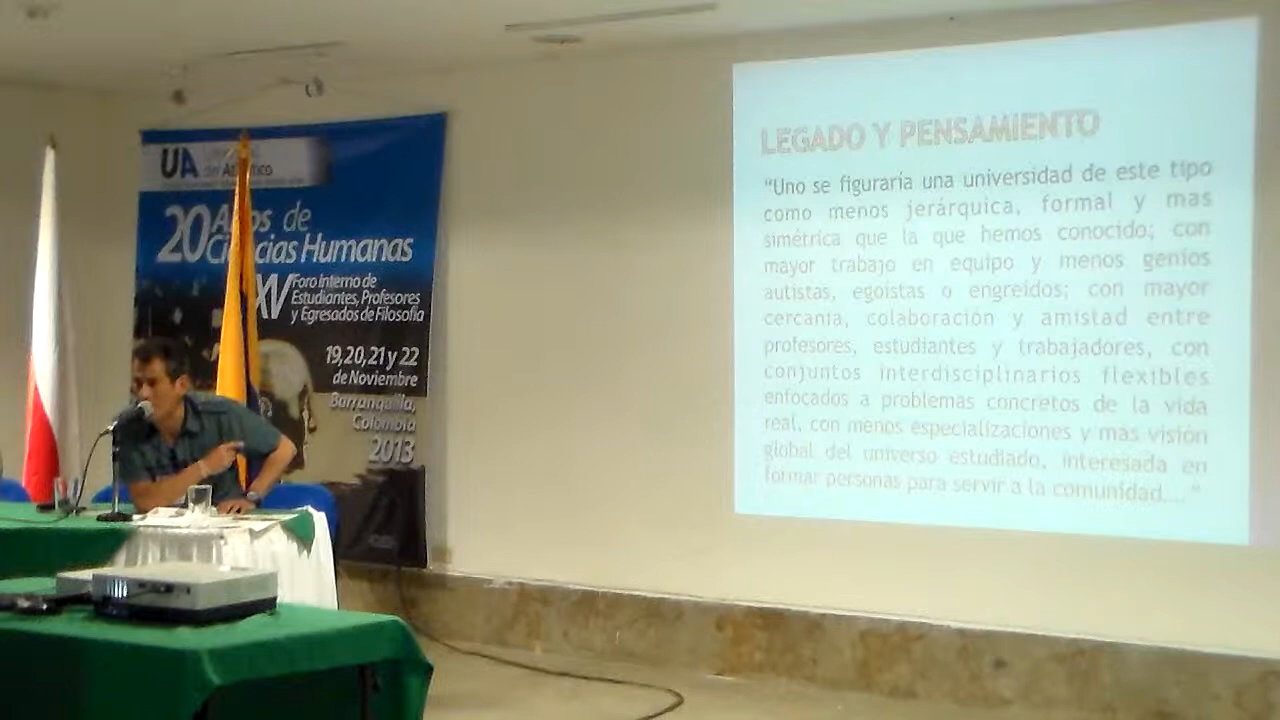 UA
del Atlántico
20 Años de
Ciencias Humanas
XV Foro interno de
Estudiantes, Profesores
y Egresados de Filosofía
19, 20, 21 y 22
de Noviembre
Barranquilla,
Colombia
2013
LEGADO Y PENSAMIENTO
“Uno se figuraría una universidad de este tipo
como menos jerárquica, formal y mas
simétrica que la que hemos conocido; con
mayor trabajo en equipo y menos genios
autistas, egoístas o engreídos; con mayor
cercanía, colaboración y amistad entre
profesores, estudiantes y trabajadores, con
conjuntos interdisciplinarios flexibles
enfocados a problemas concretos de la vida
real, con menos especializaciones y mas visión
global del universo estudiado, interesada en
formar personas para servir a la comunidad....”